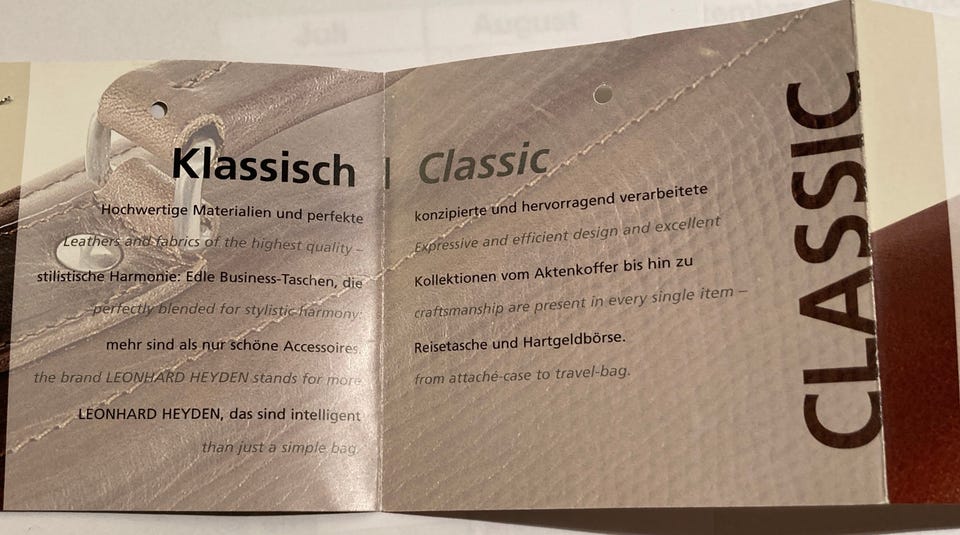 Juli
August
Klassisch | Classic
Hochwertige Materialien und perfekte
Leathers and fabrics of the highest quality –
stilistische Harmonie: Edle Business-Taschen, die
perfectly blended for stylistic harmony:
mehr sind als nur schöne Accessoires.
the brand LEONHARD HEYDEN stands for more
LEONHARD HEYDEN, das sind intelligent
than just a simple bag.
konzipierte und hervorragend verarbeitete
Expressive and efficient design and excellent
Kollektionen vom Aktenkoffer bis hin zu
craftsmanship are present in every single item –
Reisetasche und Hartgeldbörse.
from attaché-case to travel-bag.
CLASSIC